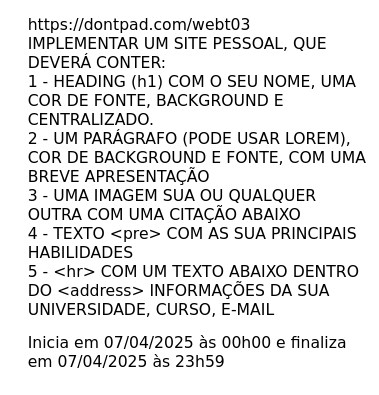 https://dontpad.com/webt03
IMPLEMENTAR UM SITE PESSOAL, QUE
DEVERÁ CONTER:
1 - HEADING (h1) COM O SEU NOME, UMA
COR DE FONTE, BACKGROUND E
CENTRALIZADO.
2 - UM PARÁGRAFO (PODE USAR LOREM),
COR DE BACKGROUND E FONTE, COM UMA
BREVE APRESENTAÇÃO
3 - UMA IMAGEM SUA OU QUALQUER
OUTRA COM UMA CITAÇÃO ABAIXO
4 - TEXTO <pre> COM AS SUA PRINCIPAIS
HABILIDADES
5 - <hr> COM UM TEXTO ABAIXO DENTRO
DO <address> INFORMAÇÕES DA SUA
UNIVERSIDADE, CURSO, E-MAIL
Inicia em 07/04/2025 às 00h00 e finaliza
em 07/04/2025 às 23h59